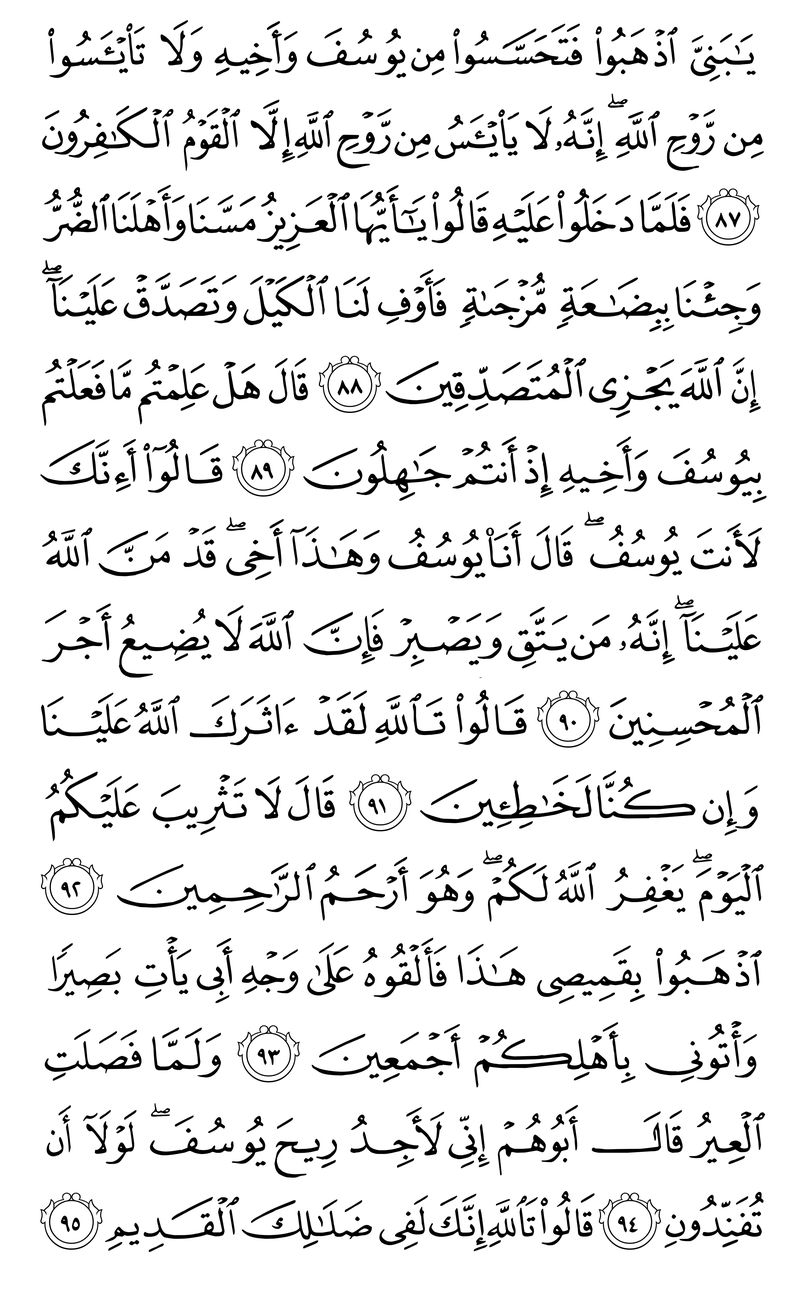 يَـٰبَنِىَّ ٱذْهَبُوا۟ فَتَحَسَّسُوا۟ مِن يُوسُفَ وَأَخِيهِ وَلَا تَا۟يْـَٔسُوا۟
مِن رَّوْحِ ٱللَّهِ ۖ إِنَّهُۥ لَا يَا۟يْـَٔسُ مِن رَّوْحِ ٱللَّهِ إِلَّا ٱلْقَوْمُ ٱلْكَـٰفِرُونَ
٨٧ فَلَمَّا دَخَلُوا۟ عَلَيْهِ قَالُوا۟ يَـٰٓأَيُّهَا ٱلْعَزِيزُ مَسَّنَا وَأَهْلَنَا ٱلضُّرُّ
وَجِئْنَا بِبِضَـٰعَةٍ مُّزْجَىٰةٍ فَأَوْفِ لَنَا ٱلْكَيْلَ وَتَصَدَّقْ عَلَيْنَآ ۖ
إِنَّ ٱللَّهَ يَجْزِى ٱلْمُتَصَدِّقِينَ ٨٨ قَالَ هَلْ عَلِمْتُم مَّا فَعَلْتُم
بِيُوسُفَ وَأَخِيهِ إِذْ أَنتُمْ جَـٰهِلُونَ ٨٩ قَالُوٓا۟ أَءِنَّكَ
لَأَنتَ يُوسُفُ ۖ قَالَ أَنَا۠ يُوسُفُ وَهَـٰذَآ أَخِى ۖ قَدْ مَنَّ ٱللَّهُ
عَلَيْنَآ ۖ إِنَّهُۥ مَن يَتَّقِ وَيَصْبِرْ فَإِنَّ ٱللَّهَ لَا يُضِيعُ أَجْرَ
ٱلْمُحْسِنِينَ ٩٠ قَالُوا۟ تَٱللَّهِ لَقَدْ ءَاثَرَكَ ٱللَّهُ عَلَيْنَا
وَإِن كُنَّا لَخَـٰطِـِٔينَ ٩١ قَالَ لَا تَثْرِيبَ عَلَيْكُمُ
ٱلْيَوْمَ ۖ يَغْفِرُ ٱللَّهُ لَكُمْ ۖ وَهُوَ أَرْحَمُ ٱلرَّٰحِمِينَ ٩٢
ٱذْهَبُوا۟ بِقَمِيصِى هَـٰذَا فَأَلْقُوهُ عَلَىٰ وَجْهِ أَبِى يَأْتِ بَصِيرًا
وَأْتُونِى بِأَهْلِكُمْ أَجْمَعِينَ ٩٣ وَلَمَّا فَصَلَتِ
ٱلْعِيرُ قَالَ أَبُوهُمْ إِنِّى لَأَجِدُ رِيحَ يُوسُفَ ۖ لَوْلَآ أَن
تُفَنِّدُونِ ٩٤ قَالُوا۟ تَٱللَّهِ إِنَّكَ لَفِى ضَلَـٰلِكَ ٱلْقَدِيمِ ٩٥